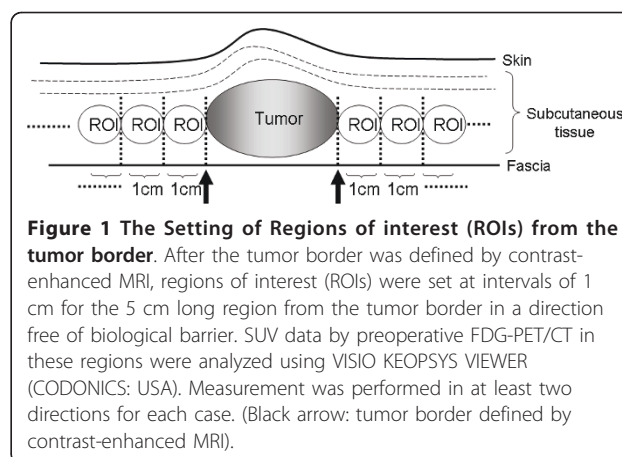 Skin
ROI ROI ROI Tumor ROI ROI ROI
Subcutaneous
tissue
Fascia
1cm 1cm 1cm 1cm
Figure 1 The Setting of Regions of interest (ROIs) from the
tumor border. After the tumor border was defined by contrast-
enhanced MRI, regions of interest (ROIs) were set at intervals of 1
cm for the 5 cm long region from the tumor border in a direction
free of biological barrier. SUV data by preoperative FDG-PET/CT in
these regions were analyzed using VISIO KEOPSYS VIEWER
(CODONICS: USA). Measurement was performed in at least two
directions for each case. (Black arrow: tumor border defined by
contrast-enhanced MRI).